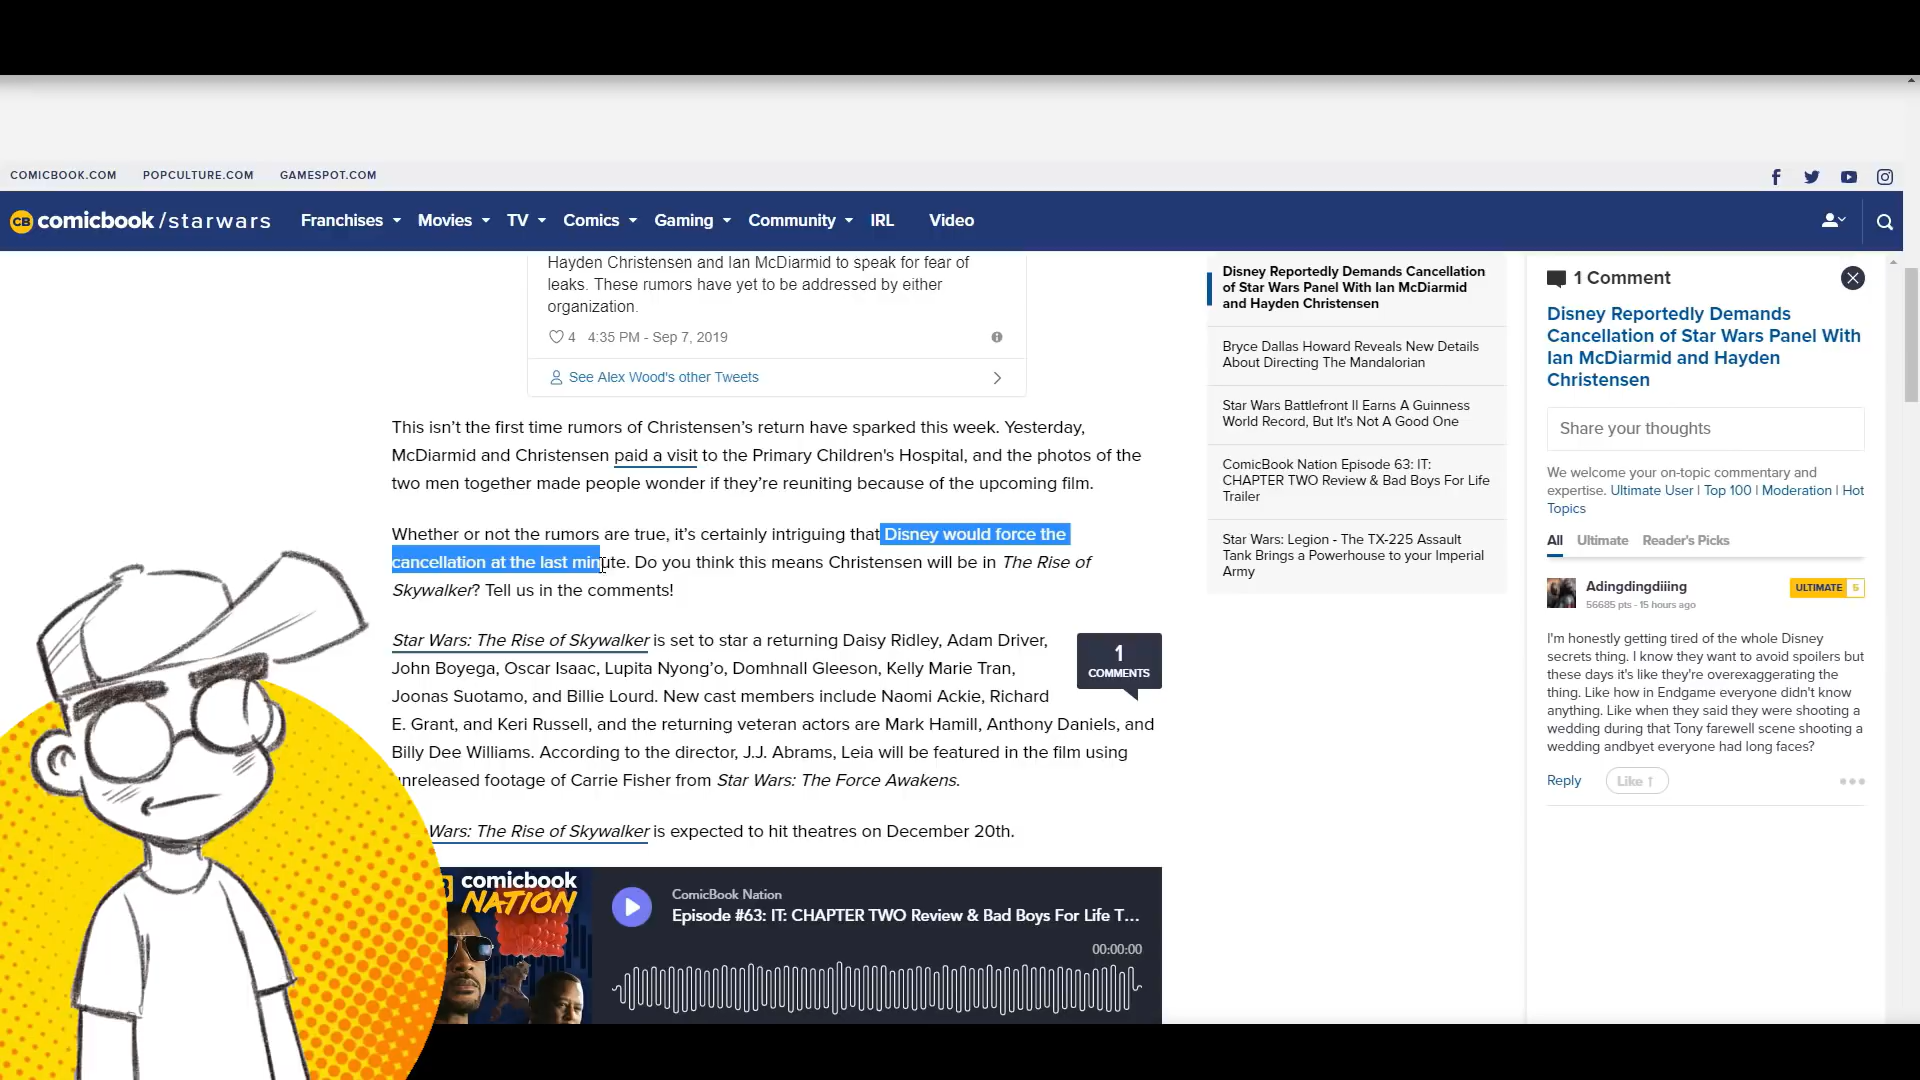 COMICBOOK.COM POPCULTURE.COM GAMESPOT.COM
CB comicbook/starwars Franchises Movies TV Comics Gaming Community IRL Video
Hayden Christensen and Ian McDiarmid to speak for fear of
leaks. These rumors have yet to be addressed by either
organization.
4 4:35 PM - Sep 7, 2019
See Alex Wood's other Tweets
This isn’t the first time rumors of Christensen’s return have sparked this week. Yesterday,
McDiarmid and Christensen paid a visit to the Primary Children's Hospital, and the photos of the
two men together made people wonder if they’re reuniting because of the upcoming film.
Whether or not the rumors are true, it’s certainly intriguing that Disney would force the
cancellation at the last minute. Do you think this means Christensen will be in The Rise of
Skywalker? Tell us in the comments!
Star Wars: The Rise of Skywalker is set to star a returning Daisy Ridley, Adam Driver,
John Boyega, Oscar Isaac, Lupita Nyong’o, Domhnall Gleeson, Kelly Marie Tran,
Joonas Suotamo, and Billie Lourd. New cast members include Naomi Ackie, Richard
E. Grant, and Keri Russell, and the returning veteran actors are Mark Hamill, Anthony Daniels, and
Billy Dee Williams. According to the director, J.J. Abrams, Leia will be featured in the film using
unreleased footage of Carrie Fisher from Star Wars: The Force Awakens.
1
COMMENTS
Wars: The Rise of Skywalker is expected to hit theatres on December 20th.
comicbook
NATION
ComicBook Nation
Episode #63: IT: CHAPTER TWO Review & Bad Boys For Life T...
00:00:00
Disney Reportedly Demands Cancellation
of Star Wars Panel With Ian McDiarmid
and Hayden Christensen
Bryce Dallas Howard Reveals New Details
About Directing The Mandalorian
Star Wars Battlefront II Earns A Guinness
World Record, But It's Not A Good One
ComicBook Nation Episode 63: IT:
CHAPTER TWO Review & Bad Boys For Life
Trailer
Star Wars: Legion - The TX-225 Assault
Tank Brings a Powerhouse to your Imperial
Army
1 Comment
Disney Reportedly Demands
Cancellation of Star Wars Panel With
Ian McDiarmid and Hayden
Christensen
Share your thoughts
We welcome your on-topic commentary and
expertise. Ultimate User | Top 100 | Moderation | Hot
Topics
All Ultimate Reader's Picks
Adingdingdiiing ULTIMATE 5
56685 pts - 15 hours ago
I'm honestly getting tired of the whole Disney
secrets thing. I know they want to avoid spoilers but
these days it's like they're overexaggerating the
thing. Like how in Endgame everyone didn't know
anything. Like when they said they were shooting a
wedding during that Tony farewell scene shooting a
wedding andbyet everyone had long faces?
Reply Like ↑